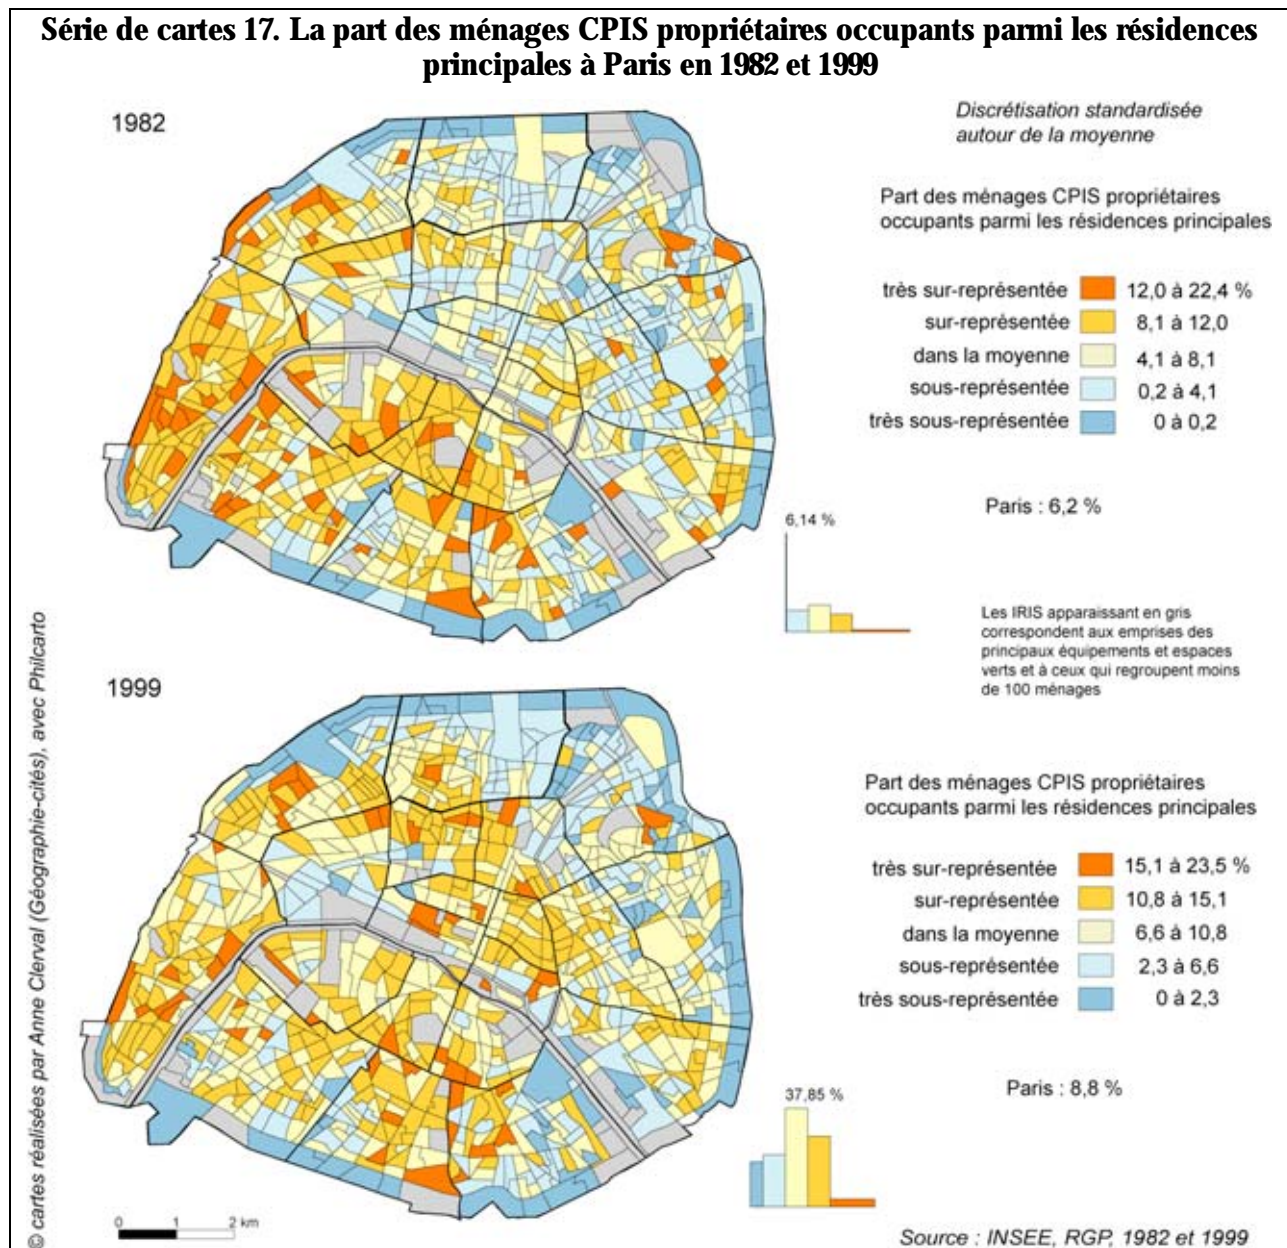 Série de cartes 17. La part des ménages CPIS propriétaires occupants parmi les résidences
principales à Paris en 1982 et 1999
1982
Discrétisation standardisée
autour de la moyenne
Part des ménages CPIS propriétaires
occupants parmi les résidences principales
très sur-représentée 12,0 à 22,4 %
sur-représentée 8,1 à 12,0
dans la moyenne 4,1 à 8,1
sous-représentée 0,2 à 4,1
très sous-représentée 0 à 0,2
Paris : 6,2 %
6,14 %
Les IRIS apparaissant en gris
correspondent aux emprises des
principaux équipements et espaces
verts et à ceux qui regroupent moins
de 100 ménages
1999
Part des ménages CPIS propriétaires
occupants parmi les résidences principales
très sur-représentée 15,1 à 23,5 %
sur-représentée 10,8 à 15,1
dans la moyenne 6,6 à 10,8
sous-représentée 2,3 à 6,6
très sous-représentée 0 à 2,3
Paris : 8,8 %
37,85 %
0 1 2 km
Source : INSEE, RGP, 1982 et 1999
© cartes réalisées par Anne Clerval (Géographie-cités), avec Philcarto